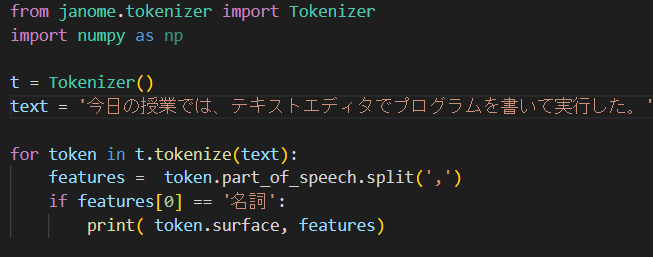 from janome.tokenizer import Tokenizer
import numpy as np
t = Tokenizer()
text = '今日の授業では、テキストエディタでプログラムを書いて実行した。'
for token in t.tokenize(text):
    features =  token.part_of_speech.split(',')
    if features[0] == '名詞':
        print( token.surface, features)